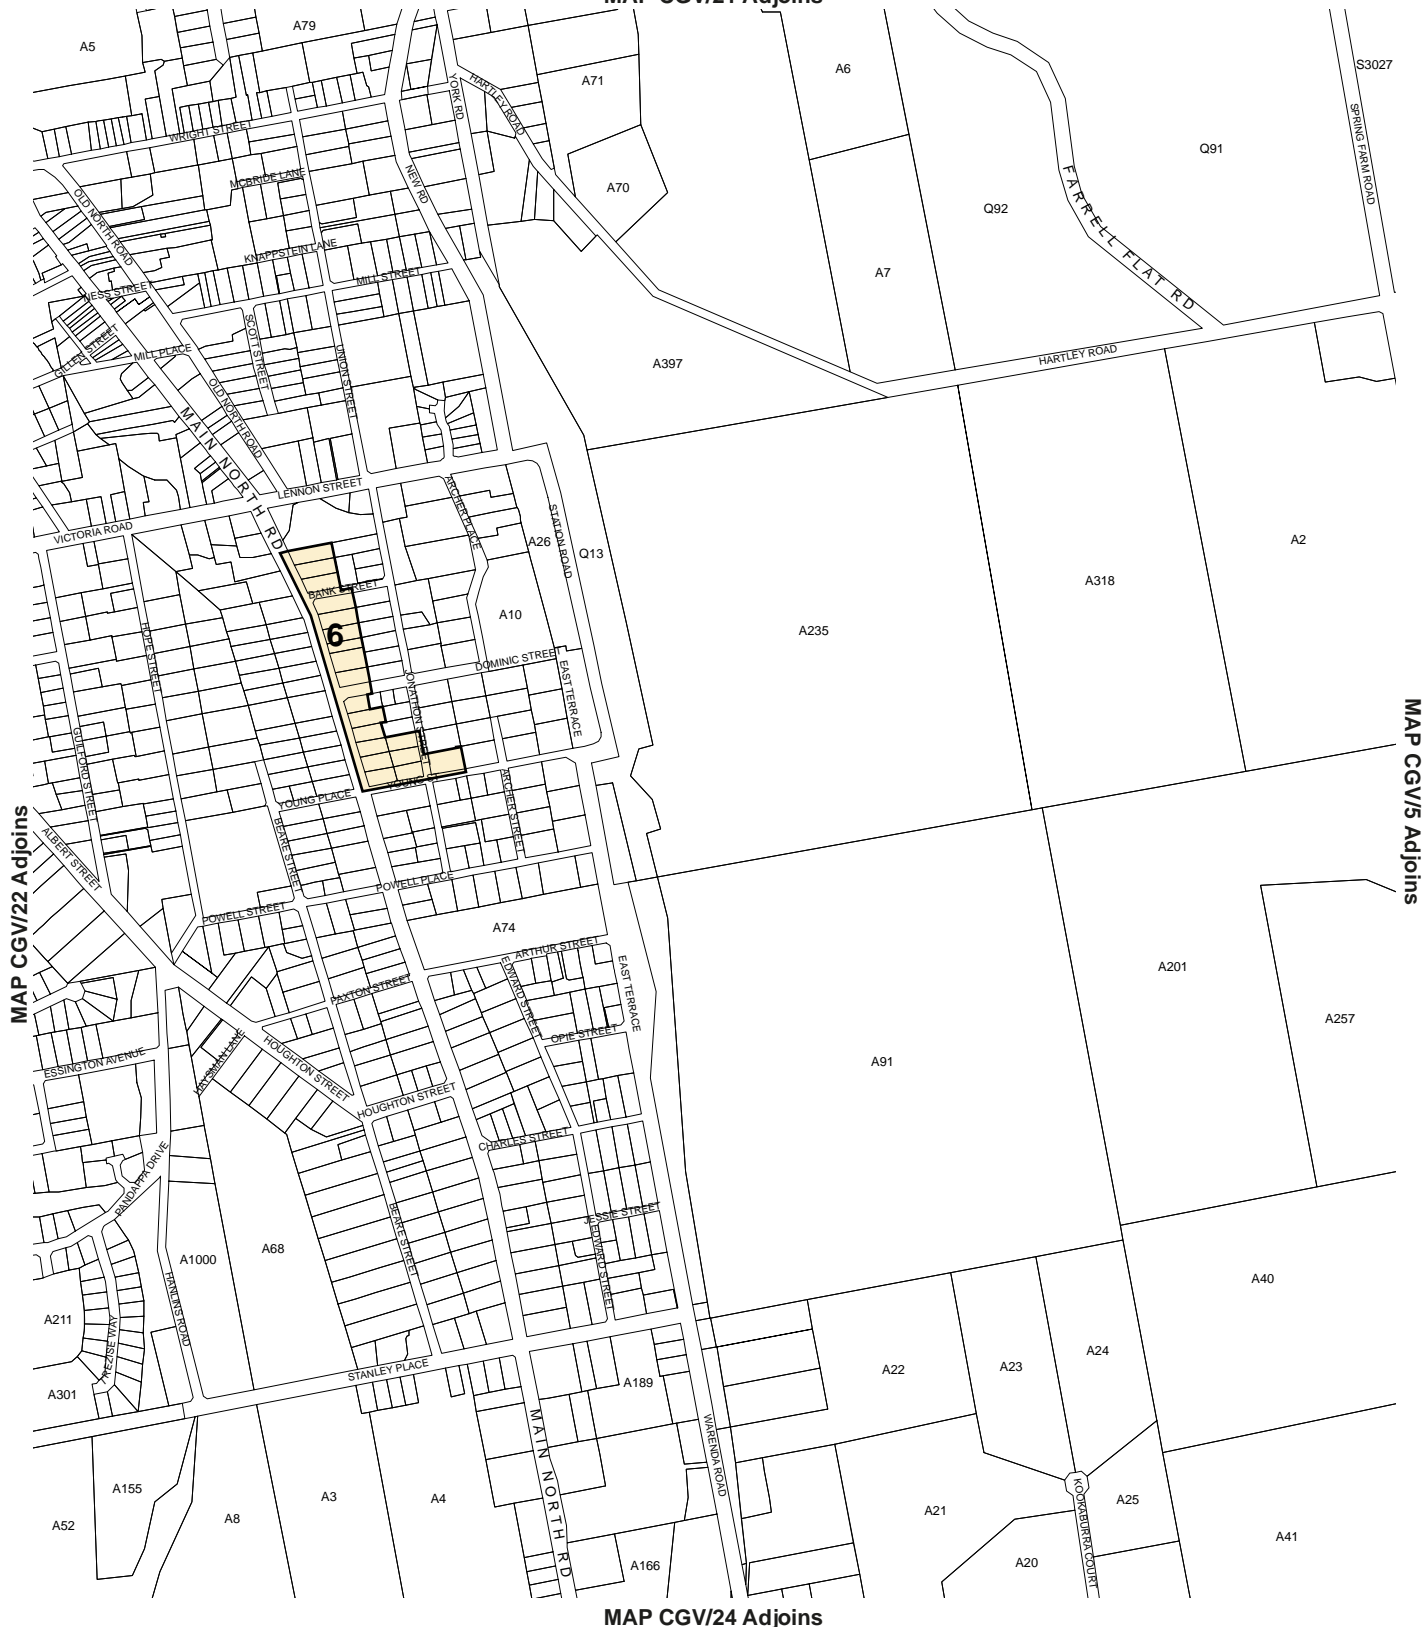 MAP CGV/21 Adjoins
A79
A5
A71
A6
S3027
YORK RD
HARTLEY ROAD
WRIGHT STREET
SPRING FARM ROAD
Q91
MCBRIDE LANE
NEW RD
A70
FARRELL FLAT RD
Q92
OLD NORTH ROAD
KNAPPSTEIN LANE
MILL STREET
A7
NESS STREET
SCOTT STREET
GILLEN STREET
MILL PLACE
UNION STREET
HARTLEY ROAD
A397
OLD NORTH ROAD
MAIN NORTH RD
LENNON STREET
ARCHER PLACE
STATION ROAD
VICTORIA ROAD
A26
Q13
A2
A318
BANK STREET
A10
6
A235
HOPE STREET
DOMINIC STREET
EAST TERRACE
JONATHON STREET
GUILFORD STREE
MAP CGV/5 Adjoins
YOUNG ST
YOUNG PLACE
ARCHER STREET
BEARE STREET
MAP CGV/22 Adjoins
ALBERT STREET
POWELL PLACE
POWELL STREET
A74
ARTHUR STREET
EDWARD STREET
EAST TERRACE
A201
PAXTON STREET
A257
OPIE STREET
HAYSMAN LANE
HOUGHTON STREET
ESSINGTON AVENUE
A91
HOUGHTON STREET
CHARLES STREET
PANDAPPA DRIVE
BEARE STREET
JESSIE STREET
EDWARD STREET
A68
A1000
HANLINS ROAD
A40
A211
TREZISE WAY
A24
A23
A22
STANLEY PLACE
A189
A301
MAIN NORTH RD
WARENDA ROAD
A155
A3
A4
KOOKABURRA COURT
A25
A21
A52
A8
A41
A20
A166
MAP CGV/24 Adjoins